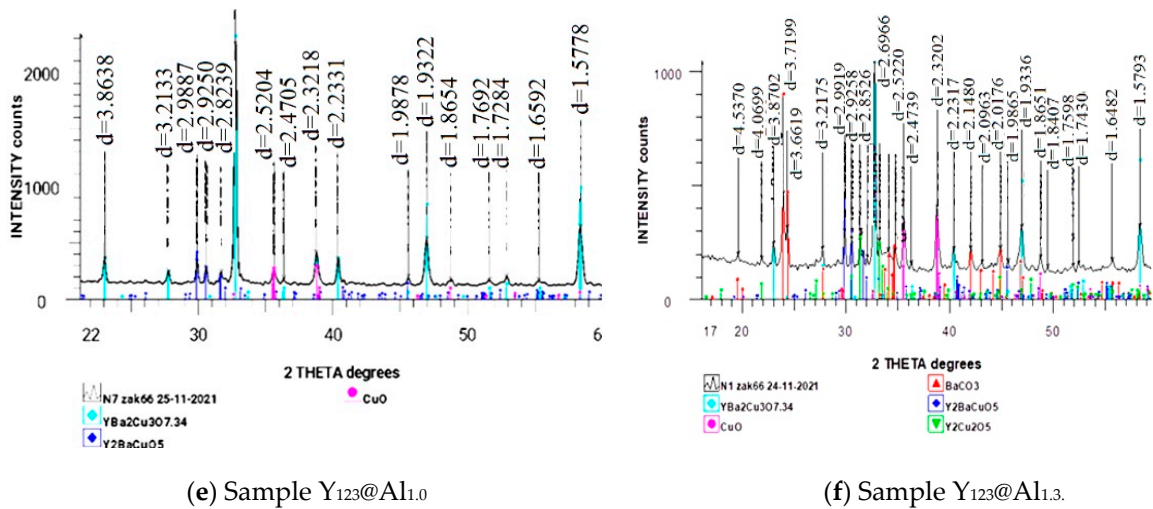 INTENSITY counts
2000
1000
0
d=3.8638
d=3.2133
d=2.9887
d=2.9250
d=2.8239
d=2.5204
d=2.4705
d=2.3218
d=2.2331
d=1.9878
d=1.9322
d=1.8654
d=1.7692
d=1.7284
d=1.6592
d=1.5778
22 30 40 50 6
2 THETA degrees
N7 zak66 25-11-2021
CuO
YBa2Cu3O7.34
Y2BaCuO5
(e) Sample Y123@Al1.0
INTENSITY counts
1000
0
d=4.5370
d=4.0699
d=3.8702
d=3.7199
d=3.6619
d=3.2175
d=2.9919
d=2.9258
d=2.8526
d=2.6966
d=2.5220
d=2.4739
d=2.3202
d=2.2317
d=2.1480
d=2.0963
d=2.0176
d=1.9865
d=1.9336
d=1.8651
d=1.8407
d=1.7598
d=1.7430
d=1.6482
d=1.5793
17 20 30 40 50
2 THETA degrees
N1 zak66 24-11-2021
BaCO3
YBa2Cu3O7.34
Y2BaCuO5
CuO
Y2Cu2O5
(f) Sample Y123@Al1.3.